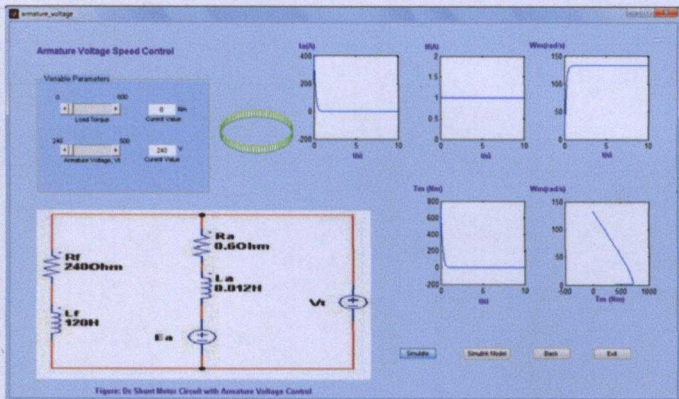 armature_voltage
Armature Voltage Speed Control
Variable Parameters
0 600
Load Torque
0 Nm
Current Value
240 500
Armature Voltage, Vt
240 V
Current Value
Ia(A)
400
200
0
-200
0 5 10
t(s)
If(A)
2
1.5
1
0.5
0
0 5 10
t(s)
Wm(rad/s)
150
100
50
0
0 5 10
t(s)
Tm (Nm)
800
600
400
200
0
-200
0 5 10
t(s)
Wm(rad/s)
150
100
50
0
-500 0 500 1000
Tm (Nm)
Rf
240Ohm
Lf
120H
Ra
0.6Ohm
La
0.012H
Ea
Vt
Simulate
Simulink Model
Back
Exit
Figure: Dc Shunt Motor Circuit with Armature Voltage Control